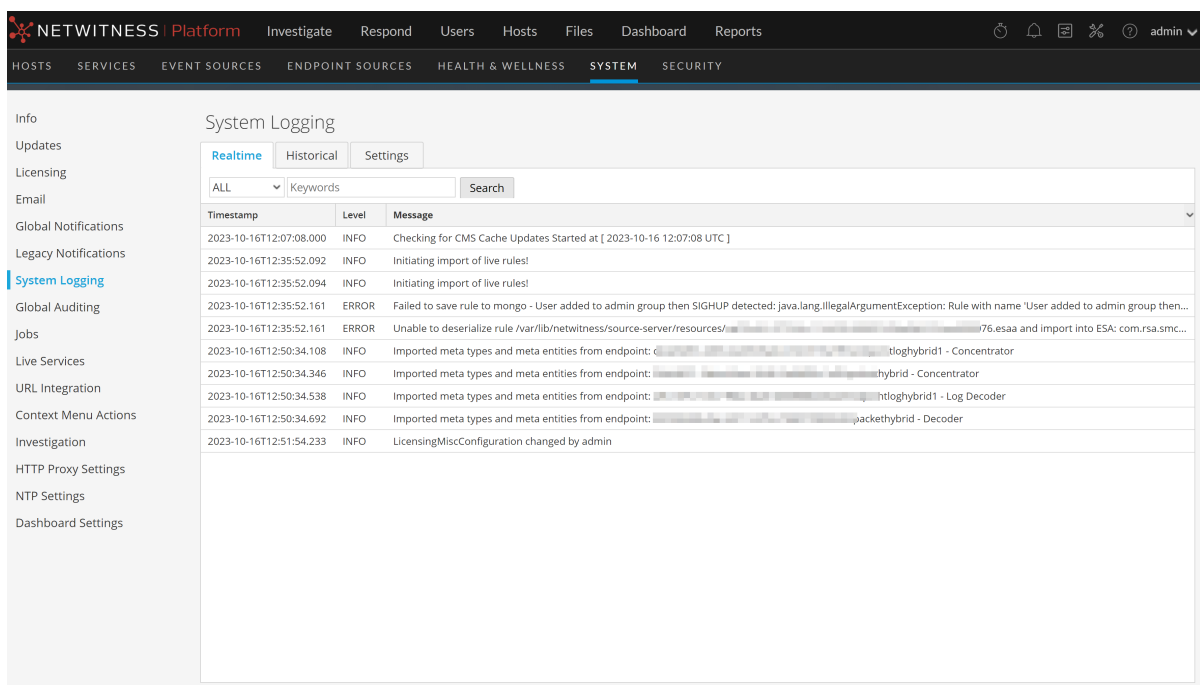 NETWITNESS | Platform Investigate Respond Users Hosts Files Dashboard Reports admin
HOSTS SERVICES EVENT SOURCES ENDPOINT SOURCES HEALTH & WELLNESS SYSTEM SECURITY
Info
Updates
Licensing
Email
Global Notifications
Legacy Notifications
System Logging
Global Auditing
Jobs
Live Services
URL Integration
Context Menu Actions
Investigation
HTTP Proxy Settings
NTP Settings
Dashboard Settings
System Logging
Realtime Historical Settings
ALL Keywords Search
Timestamp Level Message
2023-10-16T12:07:08.000 INFO Checking for CMS Cache Updates Started at [ 2023-10-16 12:07:08 UTC ]
2023-10-16T12:35:52.092 INFO Initiating import of live rules!
2023-10-16T12:35:52.094 INFO Initiating import of live rules!
2023-10-16T12:35:52.161 ERROR Failed to save rule to mongo - User added to admin group then SIGHUP detected: java.lang.IllegalArgumentException: Rule with name 'User added to admin group then...
2023-10-16T12:35:52.161 ERROR Unable to deserialize rule /var/lib/netwitness/source-server/resources/ 76.esaa and import into ESA: com.rsa.smc...
2023-10-16T12:50:34.108 INFO Imported meta types and meta entities from endpoint: tloghybrid1 - Concentrator
2023-10-16T12:50:34.346 INFO Imported meta types and meta entities from endpoint: hybrid - Concentrator
2023-10-16T12:50:34.538 INFO Imported meta types and meta entities from endpoint: htloghybrid1 - Log Decoder
2023-10-16T12:50:34.692 INFO Imported meta types and meta entities from endpoint: packethybrid - Decoder
2023-10-16T12:51:54.233 INFO LicensingMiscConfiguration changed by admin